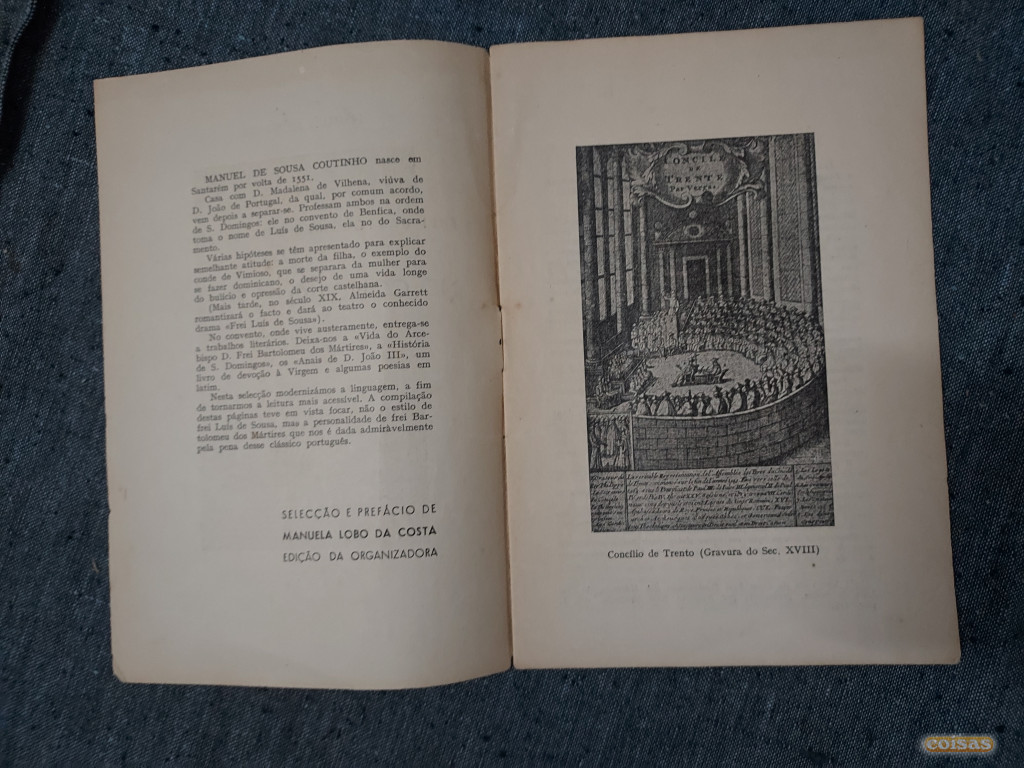 MANUEL DE SOUSA COUTINHO nasce em
Santarém por volta de 1551.
Casa com D. Madalena de Vilhena, viúva de
D. João de Portugal, da qual, por comum acordo,
vem depois a separar-se. Professam ambos na ordem
de S. Domingos: ele no convento de Benfica, onde
toma o nome de Luís de Sousa, ela no do Sacra-
mento.
Várias hipóteses se têm apresentado para explicar
semelhante atitude: a morte da filha, o exemplo do
conde de Vimioso, que se separara da mulher para
se fazer dominicano, o desejo de uma vida longe
do bulício e opressão da corte castelhana.
(Mais tarde, no século XIX, Almeida Garrett
romantizará o facto e dará ao teatro o conhecido
drama «Frei Luís de Sousa»).
No convento, onde vive austeramente, entrega-se
a trabalhos literários. Deixa-nos a «Vida do Arce-
bispo D. Frei Bartolomeu dos Mártires», a «História
de S. Domingos», os «Anais de D. João III», um
livro de devoção à Virgem e algumas poesias em
latim.
Nesta selecção modernizámos a linguagem, a fim
de tornarmos a leitura mais acessível. A compilação
destas páginas teve em vista focar, não o estilo de
frei Luís de Sousa, mas a personalidade de frei Bar-
tolomeu dos Mártires que nos é dada admiràvelmente
pela pena desse clássico português.
SELECÇÃO E PREFÁCIO DE
MANUELA LOBO DA COSTA
EDIÇÃO DA ORGANIZADORA
CONCILE
DE
TRENTE
Par Vargas
Concílio de Trento (Gravura do Sec. XVIII)
coisas